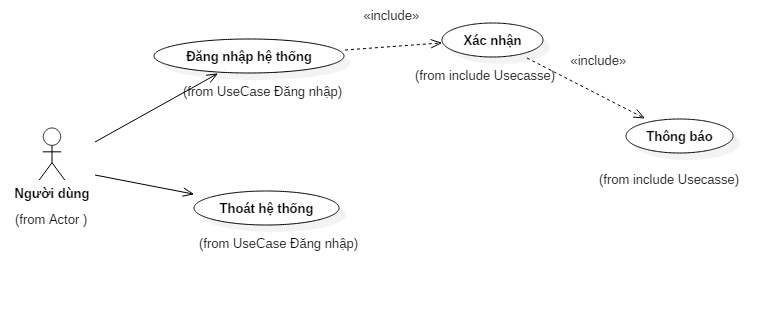 «include»
Đăng nhập hệ thống
(from UseCase Đăng nhập)
Xác nhận
(from include Usecasse)
«include»
Thông báo
(from include Usecasse)
Người dùng
(from Actor )
Thoát hệ thống
(from UseCase Đăng nhập)